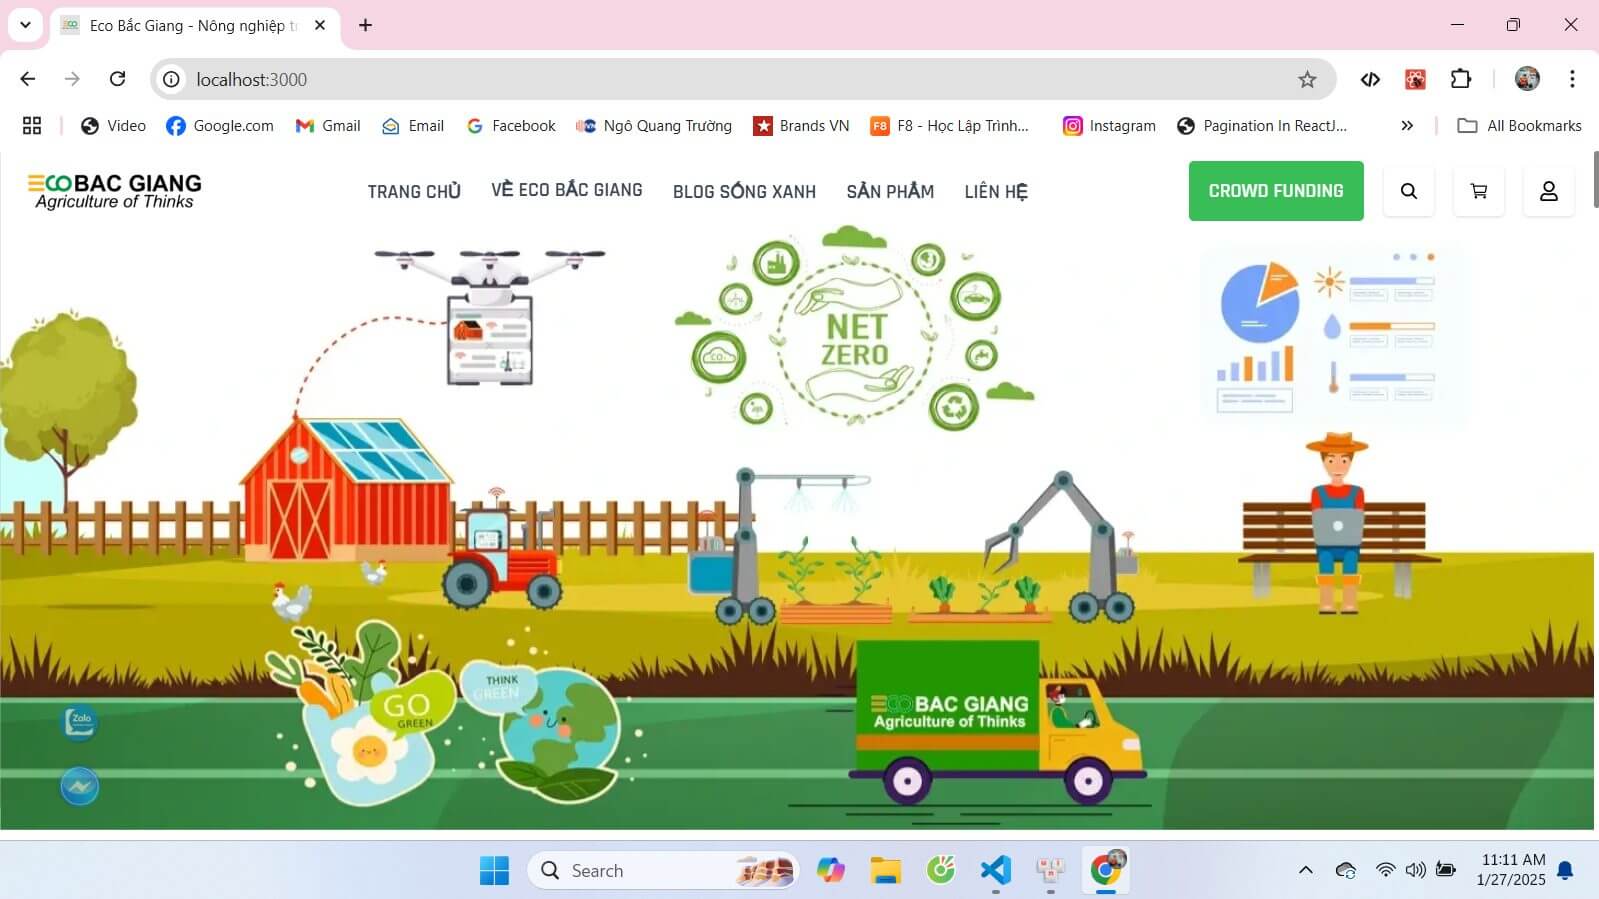 Eco Bắc Giang - Nông nghiệp t
localhost:3000
Video Google.com Gmail Email Facebook Ngô Quang Trường Brands VN F8 - Học Lập Trình... Instagram Pagination In ReactJ... All Bookmarks
ECOBAC GIANG
Agriculture of Thinks
TRANG CHỦ VỀ ECO BẮC GIANG BLOG SỐNG XANH SẢN PHẨM LIÊN HỆ CROWD FUNDING
NET
ZERO
CO₂
THINK
GREEN
GO
GREEN
Zalo
ECOBAC GIANG
Agriculture of Thinks
Search
11:11 AM
1/27/2025